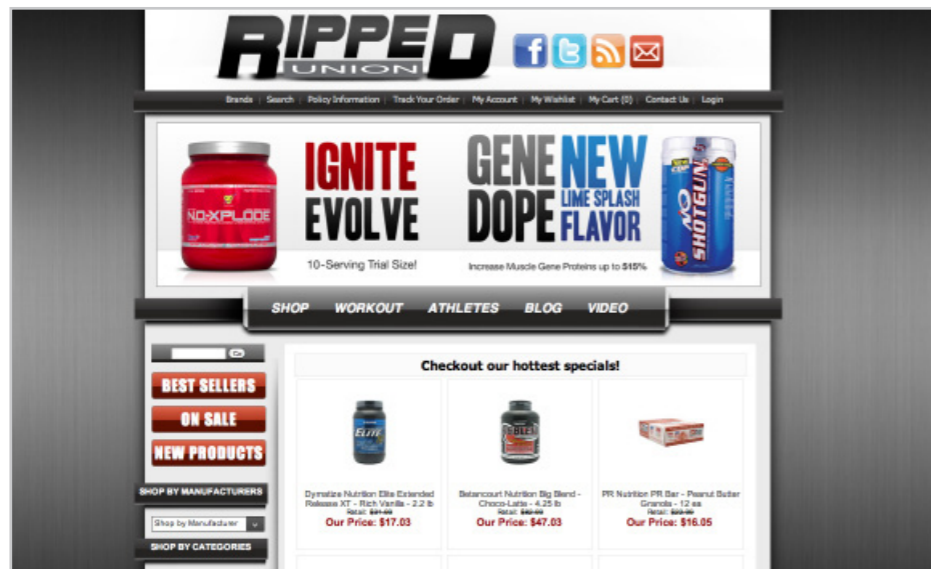 RIPPED
UNION
Brands | Search | Policy Information | Track Your Order | My Account | My Wishlist | My Cart (0) | Contact Us | Login
N.O.-XPLODE
IGNITE
EVOLVE
10-Serving Trial Size!
GENE
DOPE
NEW
LIME SPLASH
FLAVOR
Increase Muscle Gene Proteins up to 515%
NO SHOTGUN
SHOP WORKOUT ATHLETES BLOG VIDEO
Go
BEST SELLERS
ON SALE
NEW PRODUCTS
SHOP BY MANUFACTURERS
Shop by Manufacturer
SHOP BY CATEGORIES
Checkout our hottest specials!
ELITE
Dymatize Nutrition Elite Extended
Release XT - Rich Vanilla - 2.2 lb
Retail:
Our Price: $17.03
Betancourt Nutrition Big Blend -
Choco-Latte - 4.25 lb
Retail:
Our Price: $47.03
PR Nutrition PR Bar - Peanut Butter
Granola - 12 ea
Retail:
Our Price: $16.05